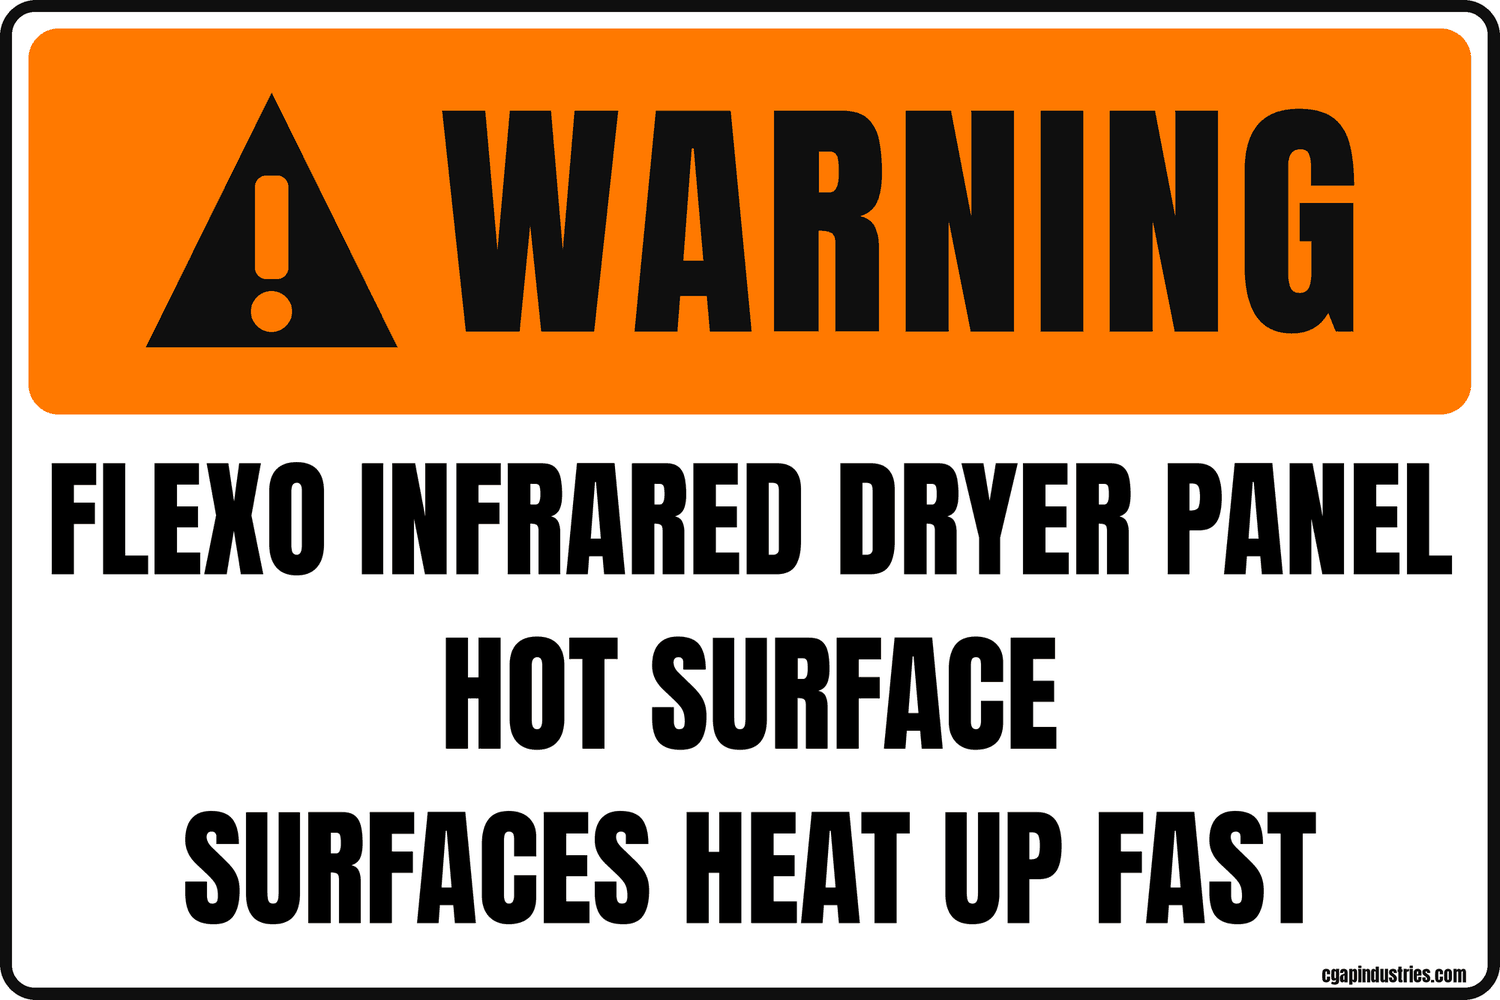 WARNING
FLEXO INFRARED DRYER PANEL
HOT SURFACE
SURFACES HEAT UP FAST
cgapindustries.com